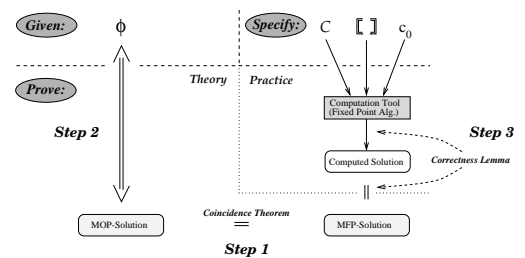 Given:
ϕ
Specify:
C
⟦ ⟧
c0
Theory
Practice
Prove:
Computation Tool
(Fixed Point Alg.)
Step 2
Step 3
Computed Solution
Correctness Lemma
=
Coincidence Theorem
MOP-Solution
=
MFP-Solution
Step 1